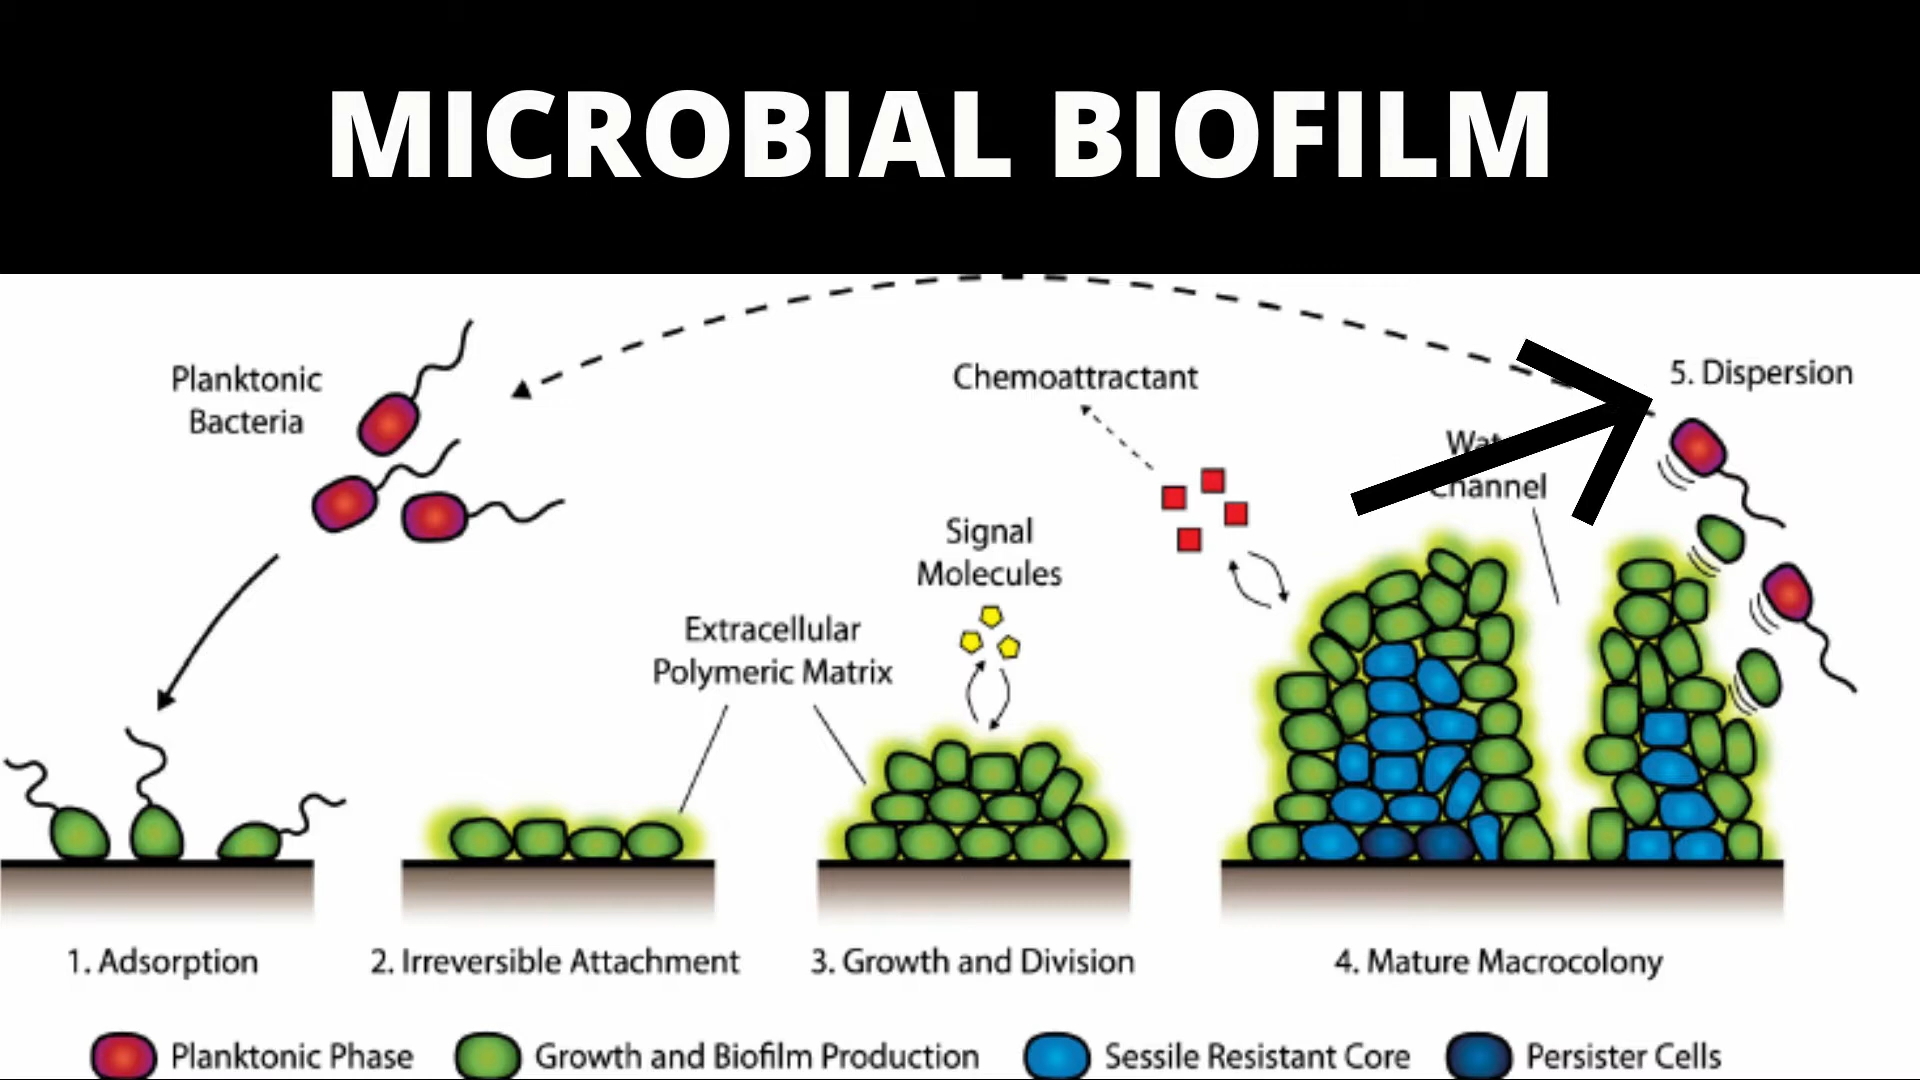 MICROBIAL BIOFILM
Planktonic
Bacteria
Chemoattractant
5. Dispersion
Channel
Signal
Molecules
Extracellular
Polymeric Matrix
1. Adsorption
2. Irreversible Attachment
3. Growth and Division
4. Mature Macrocolony
Planktonic Phase
Growth and Biofilm Production
Sessile Resistant Core
Persister Cells